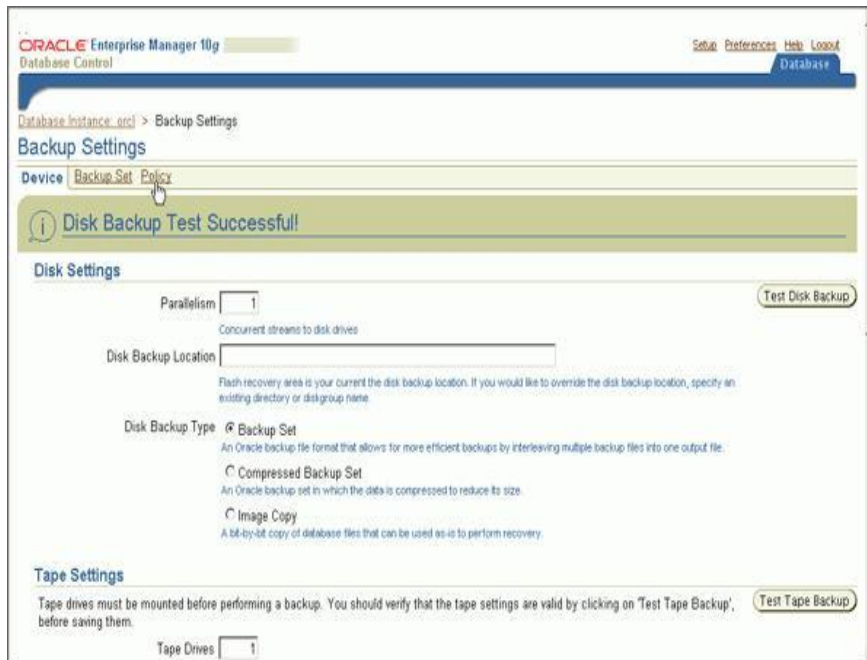 ORACLE Enterprise Manager 10g
Database Control
Setup Preferences Help Logout
Database
Database Instance: orcl > Backup Settings
Backup Settings
Device Backup Set Policy
Disk Backup Test Successful!
Disk Settings
Parallelism 1
Test Disk Backup
Concurrent streams to disk drives
Disk Backup Location
Flash recovery area is your current the disk backup location. If you would like to override the disk backup location, specify an
existing directory or diskgroup name.
Disk Backup Type Backup Set
An Oracle backup file format that allows for more efficient backups by interleaving multiple backup files into one output file.
Compressed Backup Set
An Oracle backup set in which the data is compressed to reduce its size.
Image Copy
A bit-by-bit copy of database files that can be used as-is to perform recovery.
Tape Settings
Tape drives must be mounted before performing a backup. You should verify that the tape settings are valid by clicking on 'Test Tape Backup',
before saving them.
Test Tape Backup
Tape Drives 1